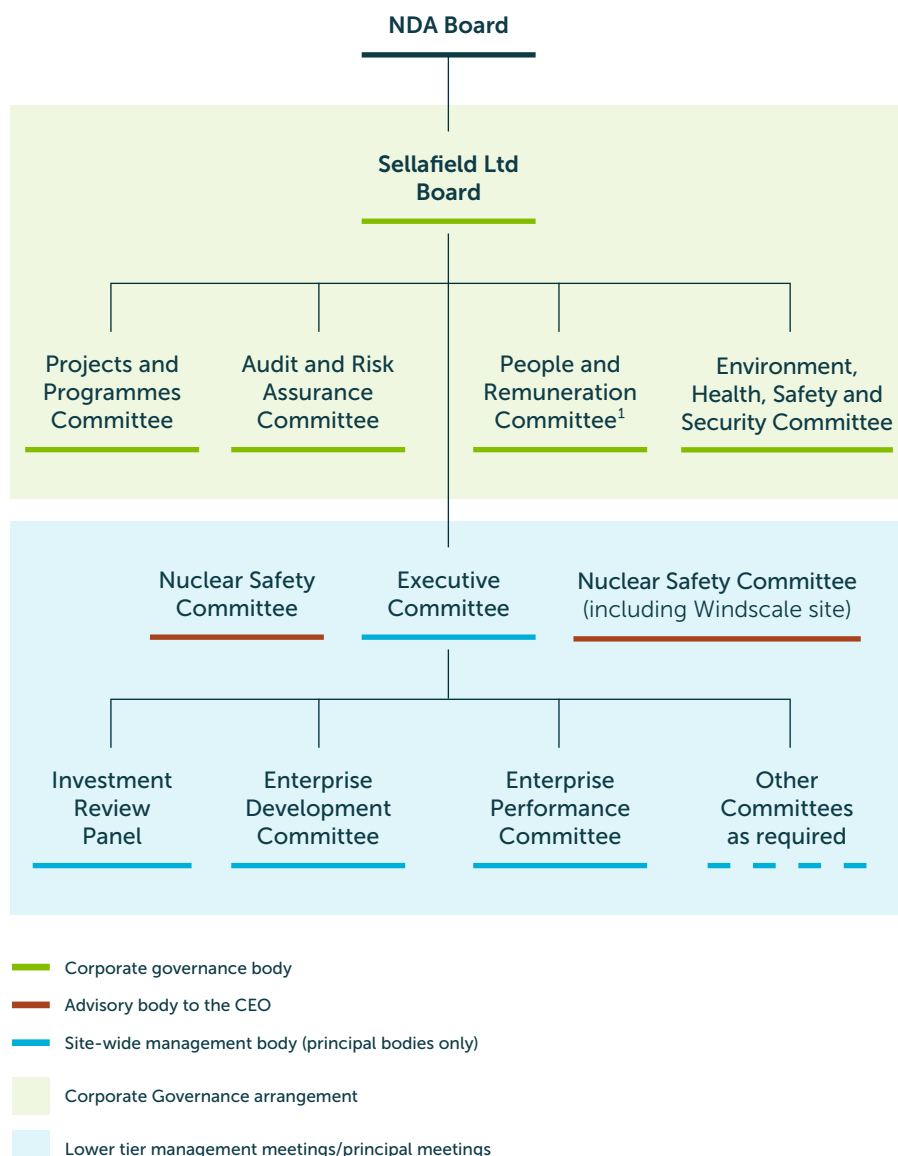 NDA Board
Sellafield Ltd
Board
Projects and
Programmes
Committee
Audit and Risk
Assurance
Committee
People and
Remuneration
Committee¹
Environment,
Health, Safety and
Security Committee
Nuclear Safety
Committee
Executive
Committee
Nuclear Safety Committee
(including Windscale site)
Investment
Review
Panel
Enterprise
Development
Committee
Enterprise
Performance
Committee
Other
Committees
as required
Corporate governance body
Advisory body to the CEO
Site-wide management body (principal bodies only)
Corporate Governance arrangement
Lower tier management meetings/principal meetings